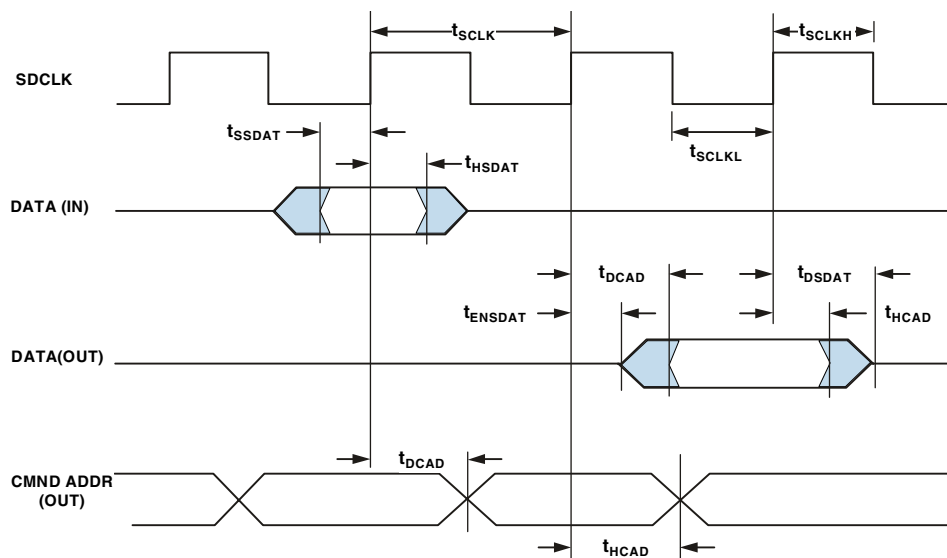 tSCLK
tSCLKH
SDCLK
tSSDAT
tSCLKL
tHSDAT
DATA (IN)
tDCAD
tDSDAT
tENSDAT
tHCAD
DATA(OUT)
tDCAD
CMND ADDR
(OUT)
tHCAD